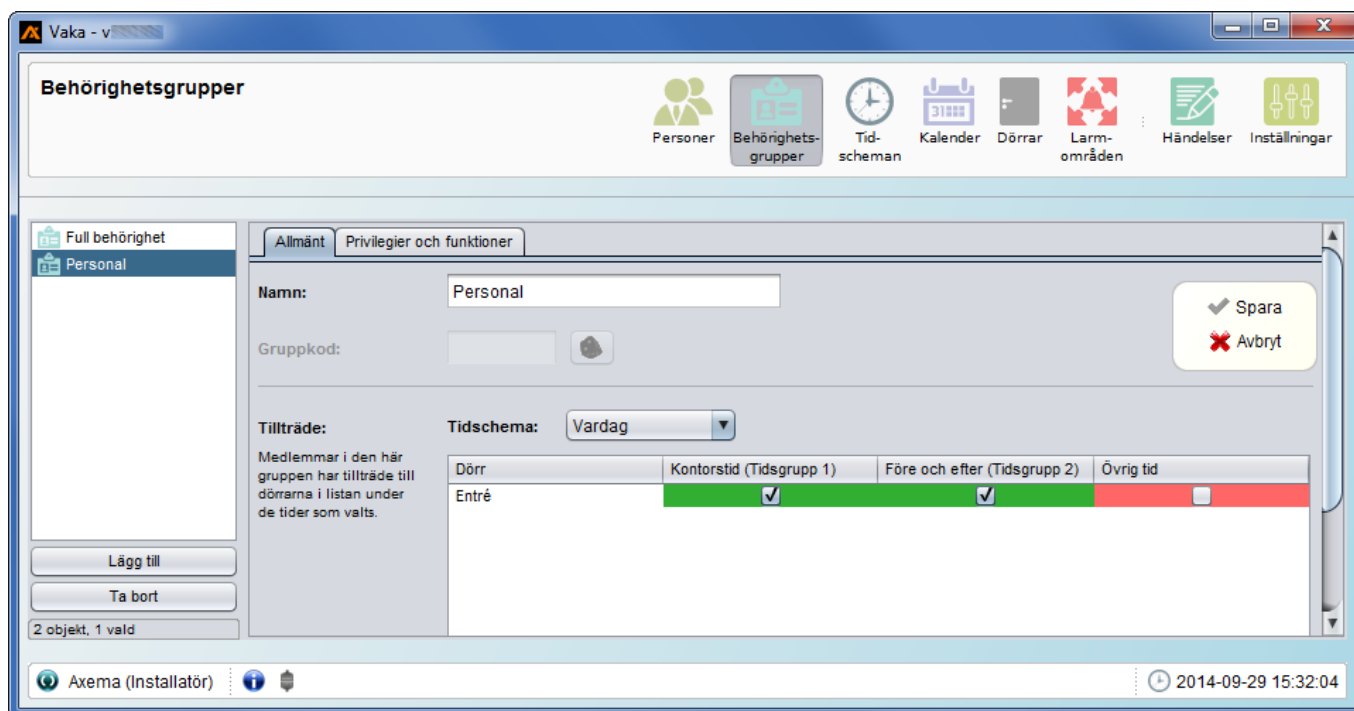 Vaka - v
Behörighetsgrupper
Personer
Behörighets-
grupper
Tid-
scheman
Kalender
Dörrar
Larm-
områden
Händelser
Inställningar
Full behörighet
Personal
Allmänt
Privilegier och funktioner
Namn:
Personal
Spara
Gruppkod:
Avbryt
Tillträde:
Tidschema:
Vardag
Medlemmar i den här
gruppen har tillträde till
dörrarna i listan under
de tider som valts.
Dörr
Kontorstid (Tidsgrupp 1)
Före och efter (Tidsgrupp 2)
Övrig tid
Entré
Lägg till
Ta bort
2 objekt, 1 vald
Axema (Installatör)
2014-09-29 15:32:04